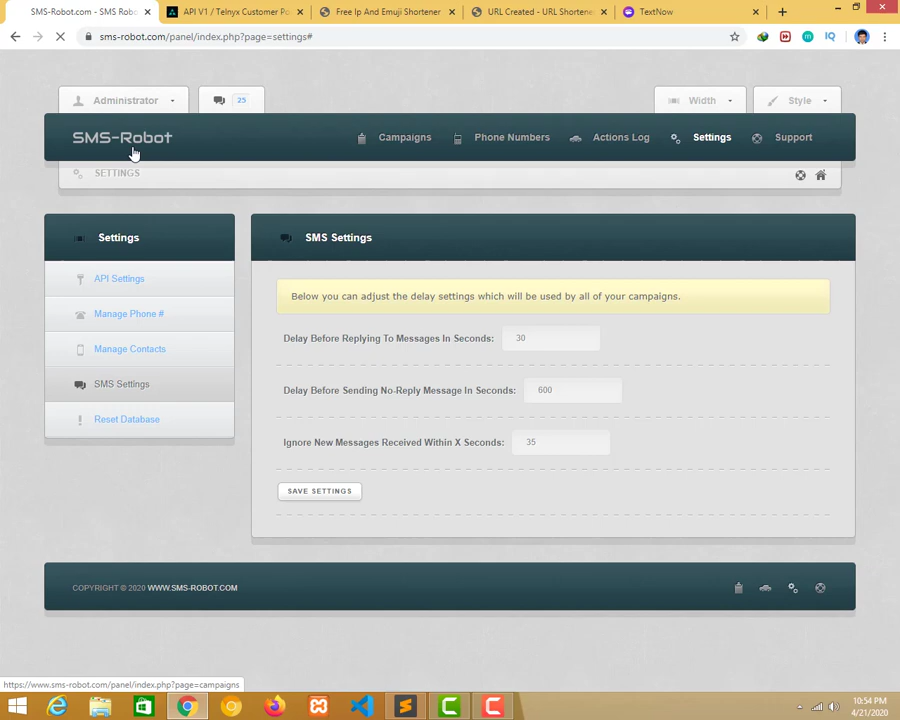 SMS-Robot.com - SMS Robo
API V1 / Telnyx Customer Po
Free Ip And Emuji Shortener
URL Created - URL Shortene
TextNow
sms-robot.com/panel/index.php?page=settings#
IQ
Administrator
25
Width
Style
SMS-Robot
Campaigns
Phone Numbers
Actions Log
Settings
Support
SETTINGS
Settings
API Settings
Manage Phone #
Manage Contacts
SMS Settings
Reset Database
SMS Settings
Below you can adjust the delay settings which will be used by all of your campaigns.
Delay Before Replying To Messages In Seconds: 30
Delay Before Sending No-Reply Message In Seconds: 600
Ignore New Messages Received Within X Seconds: 35
SAVE SETTINGS
COPYRIGHT © 2020 WWW.SMS-ROBOT.COM
https://www.sms-robot.com/panel/index.php?page=campaigns
10:54 PM
4/21/2020